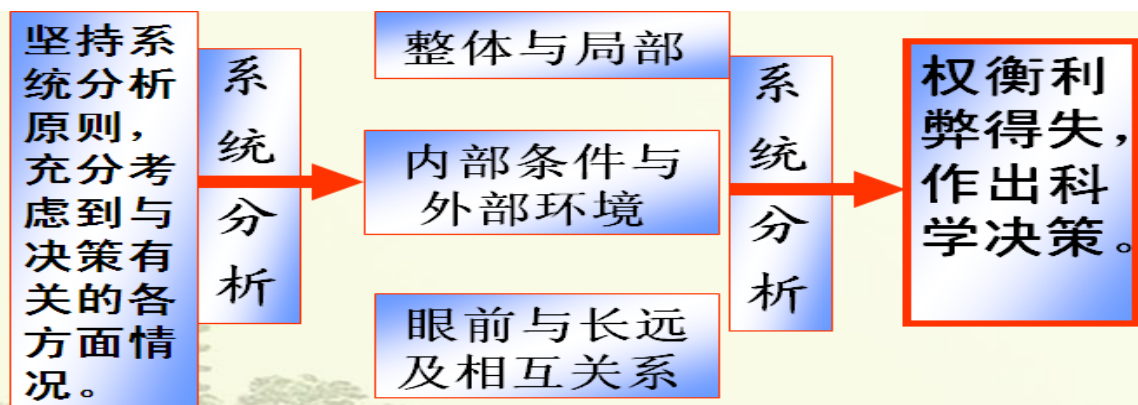 坚持系
统分析
原则，
充分考
虑到与
决策有
关的各
方面情
况。
系
统
分
析
整体与局部
内部条件与
外部环境
眼前与长远
及相互关系
系
统
分
析
权衡利
弊得失，
作出科
学决策。